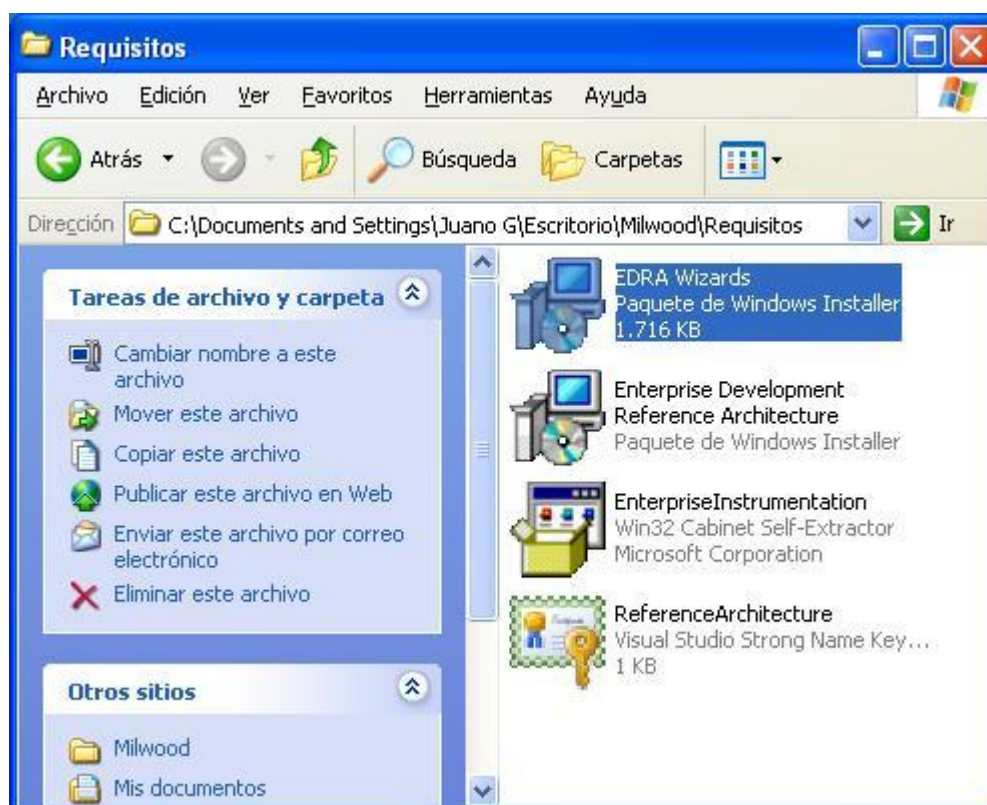 Requisitos
Archivo Edición Ver Favoritos Herramientas Ayuda
Atrás Búsqueda Carpetas
Dirección C:\Documents and Settings\Juano G\Escritorio\Milwood\Requisitos Ir
Tareas de archivo y carpeta
Cambiar nombre a este
archivo
Mover este archivo
Copiar este archivo
Publicar este archivo en Web
Enviar este archivo por correo
electrónico
Eliminar este archivo
Otros sitios
Milwood
Mis documentos
EDRA Wizards
Paquete de Windows Installer
1.716 KB
Enterprise Development
Reference Architecture
Paquete de Windows Installer
EnterpriseInstrumentation
Win32 Cabinet Self-Extractor
Microsoft Corporation
ReferenceArchitecture
Visual Studio Strong Name Key...
1 KB